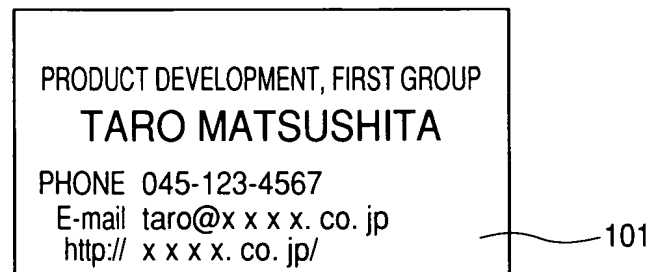 PRODUCT DEVELOPMENT, FIRST GROUP
TARO MATSUSHITA
PHONE 045-123-4567
E-mail taro@x x x x. co. jp
http:// x x x x. co. jp/
101